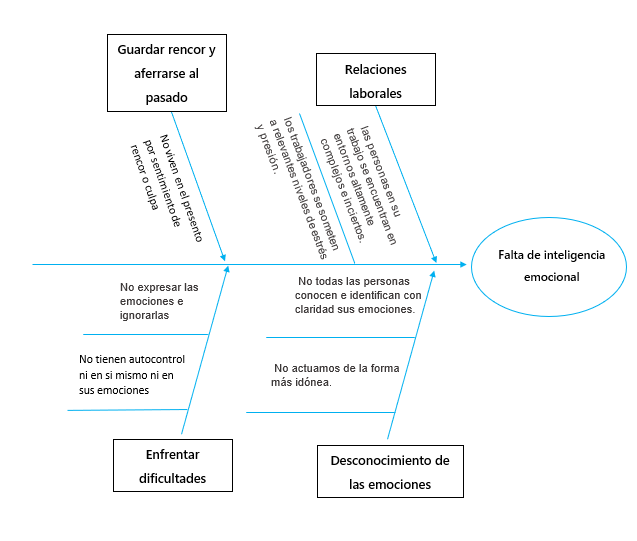 Guardar rencor y
aferrarse al
pasado
Relaciones
laborales
No viven en el presento
por sentimiento de
rencor o culpa
los trabajadores se someten
a relevantes niveles de estrés
y presión.
las personas en su
trabajo se encuentran en
entornos altamente
complejos e inciertos.
Falta de inteligencia
emocional
No expresar las
emociones e
ignorarlas
No todas las personas
conocen e identifican con
claridad sus emociones.
No tienen autocontrol
ni en si mismo ni en
sus emociones
No actuamos de la forma
más idónea.
Enfrentar
dificultades
Desconocimiento de
las emociones